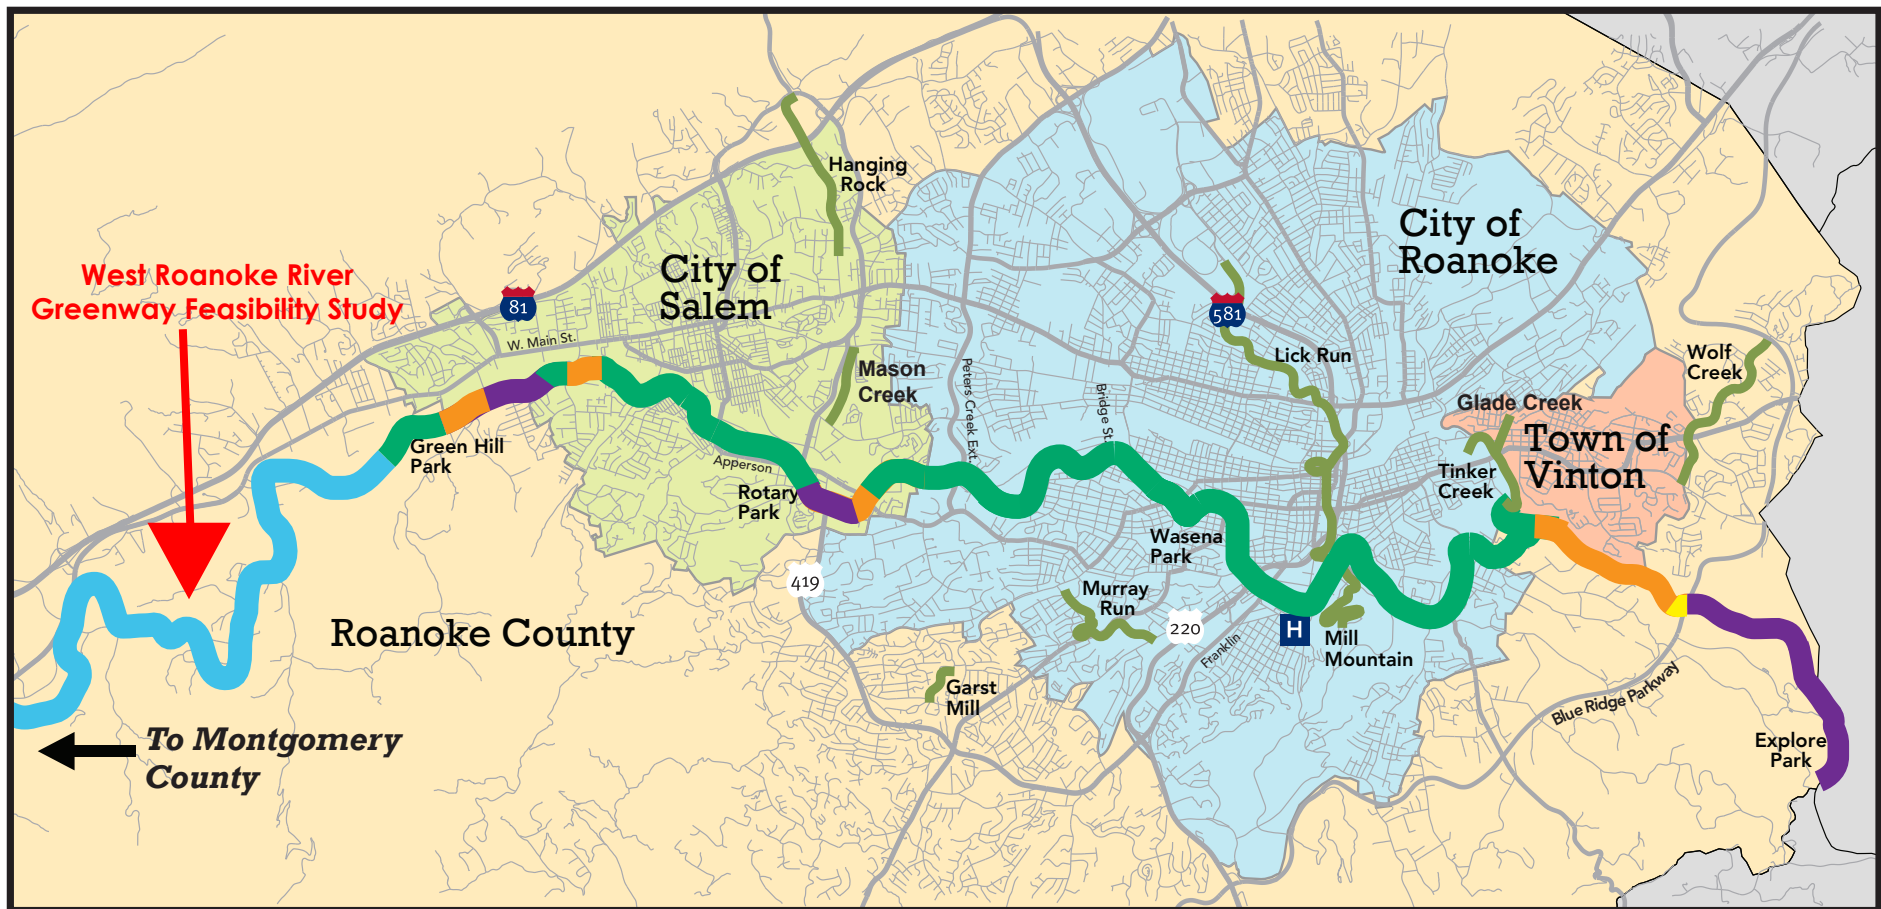 Hanging
Rock
City of
Roanoke
City of
Salem
West Roanoke River
Greenway Feasibility Study
81
581
W. Main St.
Lick Run
Wolf
Creek
Mason
Creek
Peters Creek Ext.
Bridge St.
Glade Creek
Town of
Vinton
Green Hill
Park
Apperson
Tinker
Creek
Rotary
Park
Wasena
Park
419
Murray
Run
220
H
Franklin
Mill
Mountain
Roanoke County
Garst
Mill
Blue Ridge Parkway
To Montgomery
County
Explore
Park